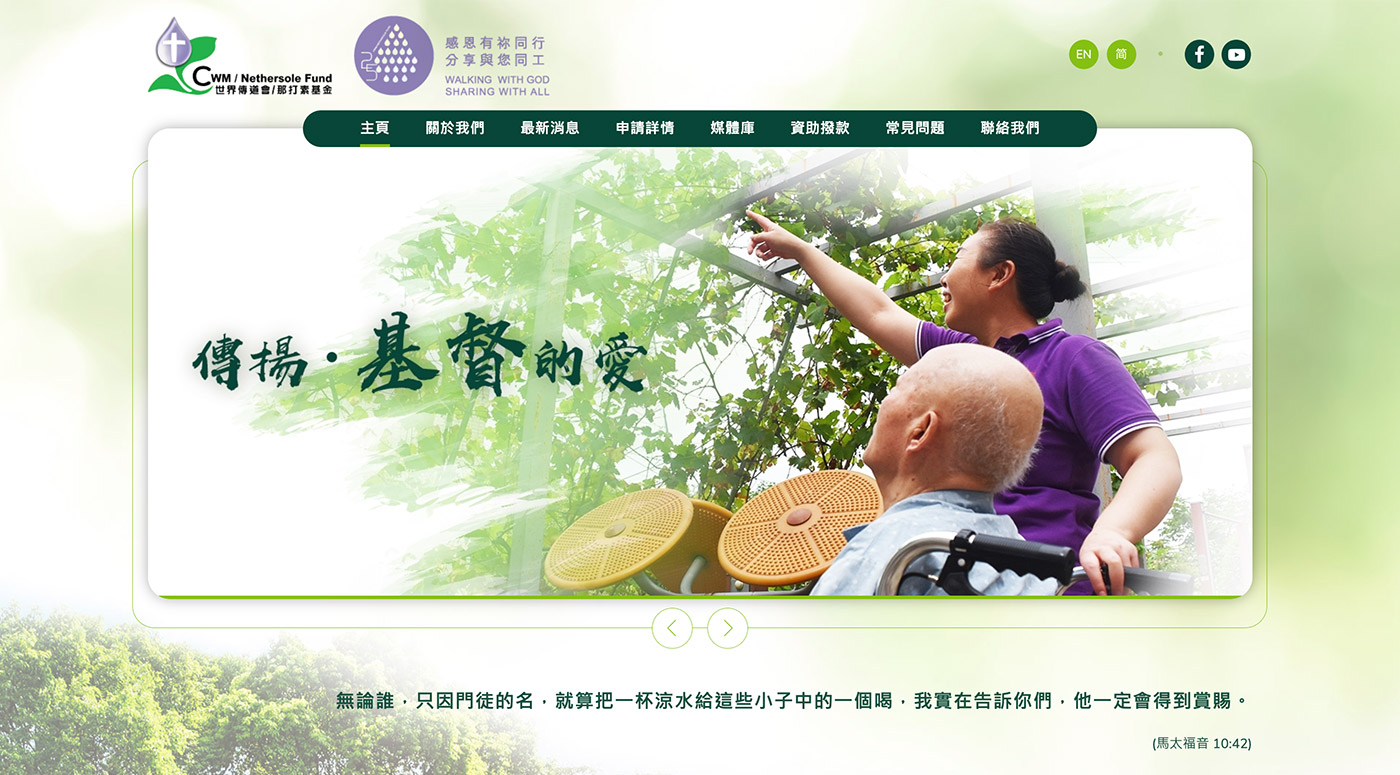 CWM / Nethersole Fund
世界傳道會/那打素基金
感恩有祢同行
分享與您同工
WALKING WITH GOD
SHARING WITH ALL
EN 简
主頁 關於我們 最新消息 申請詳情 媒體庫 資助撥款 常見問題 聯絡我們
傳揚·基督的愛
無論誰，只因門徒的名，就算把一杯涼水給這些小子中的一個喝，我實在告訴你們，他一定會得到賞賜。
(馬太福音 10:42)